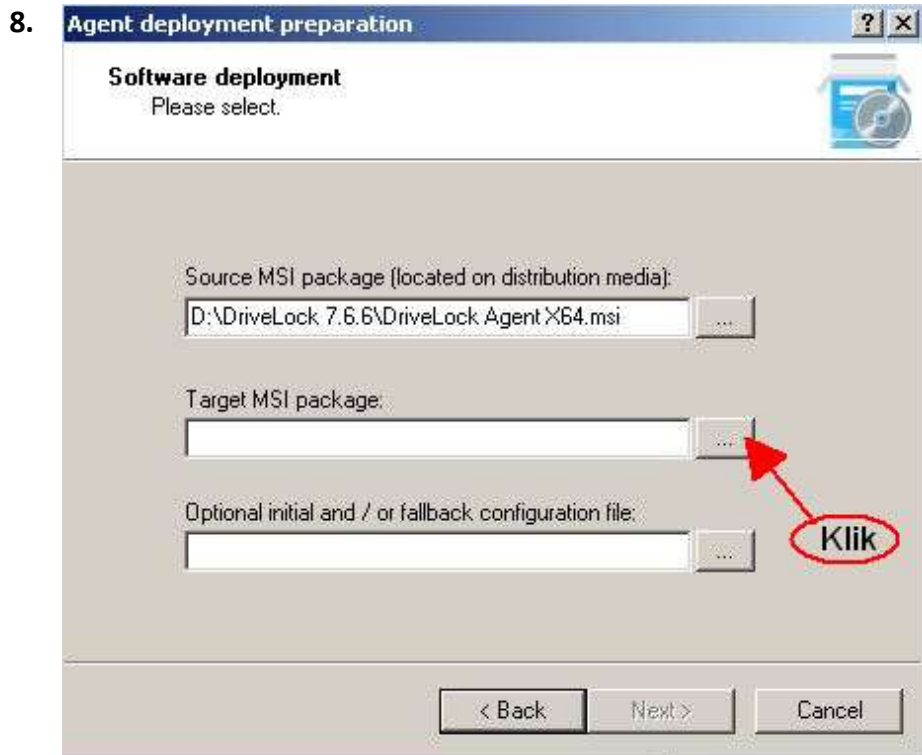 8.
Agent deployment preparation
Software deployment
Please select.
Source MSI package (located on distribution media):
D:\DriveLock 7.6.6\DriveLock Agent X64.msi
...
Target MSI package:
...
Klik
Optional initial and / or fallback configuration file:
...
< Back
Next >
Cancel